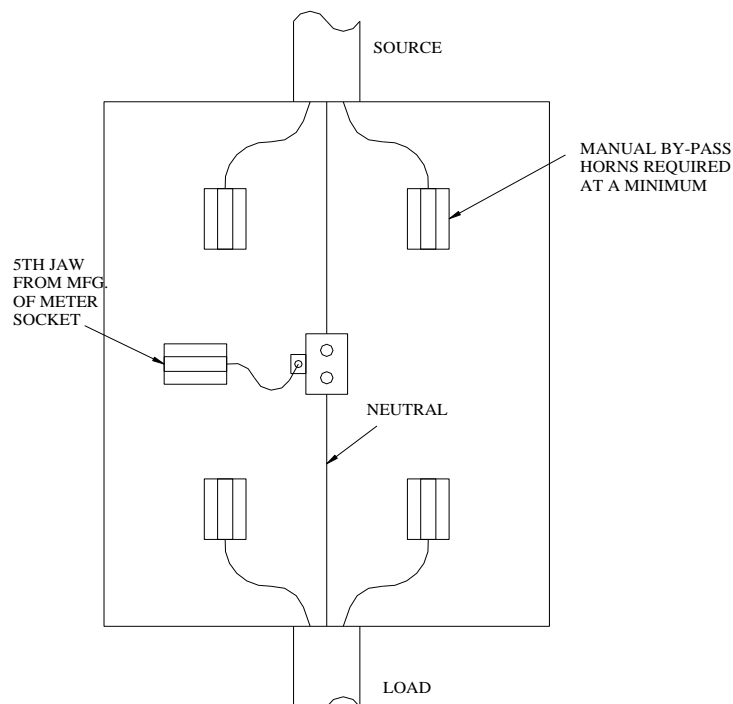 SOURCE
MANUAL BY-PASS
HORNS REQUIRED
AT A MINIMUM
5TH JAW
FROM MFG.
OF METER
SOCKET
NEUTRAL
LOAD